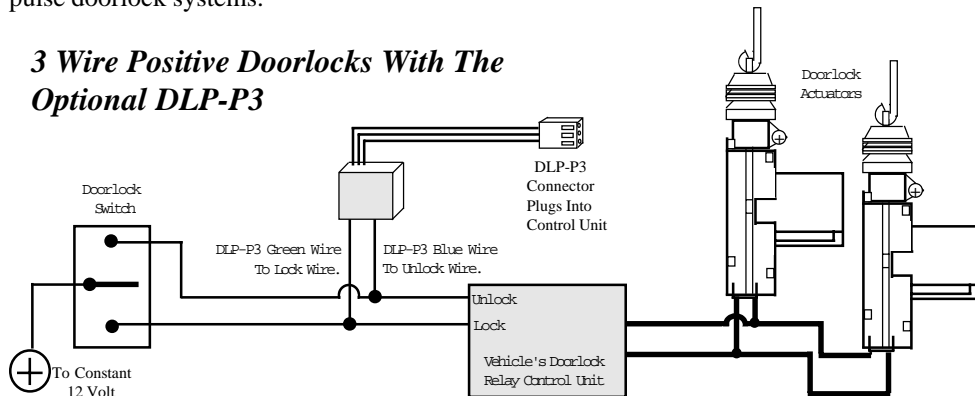 pulse doorlock systems.
3 Wire Positive Doorlocks With The
Optional DLP-P3
Doorlock
Actuators
DLP-P3
Connector
Plugs Into
Control Unit
Doorlock
Switch
DLP-P3 Green Wire
To Lock Wire.
DLP-P3 Blue Wire
To Unlock Wire.
Unlock
Lock
Vehicle's Doorlock
Relay Control Unit
To Constant
12 Volt